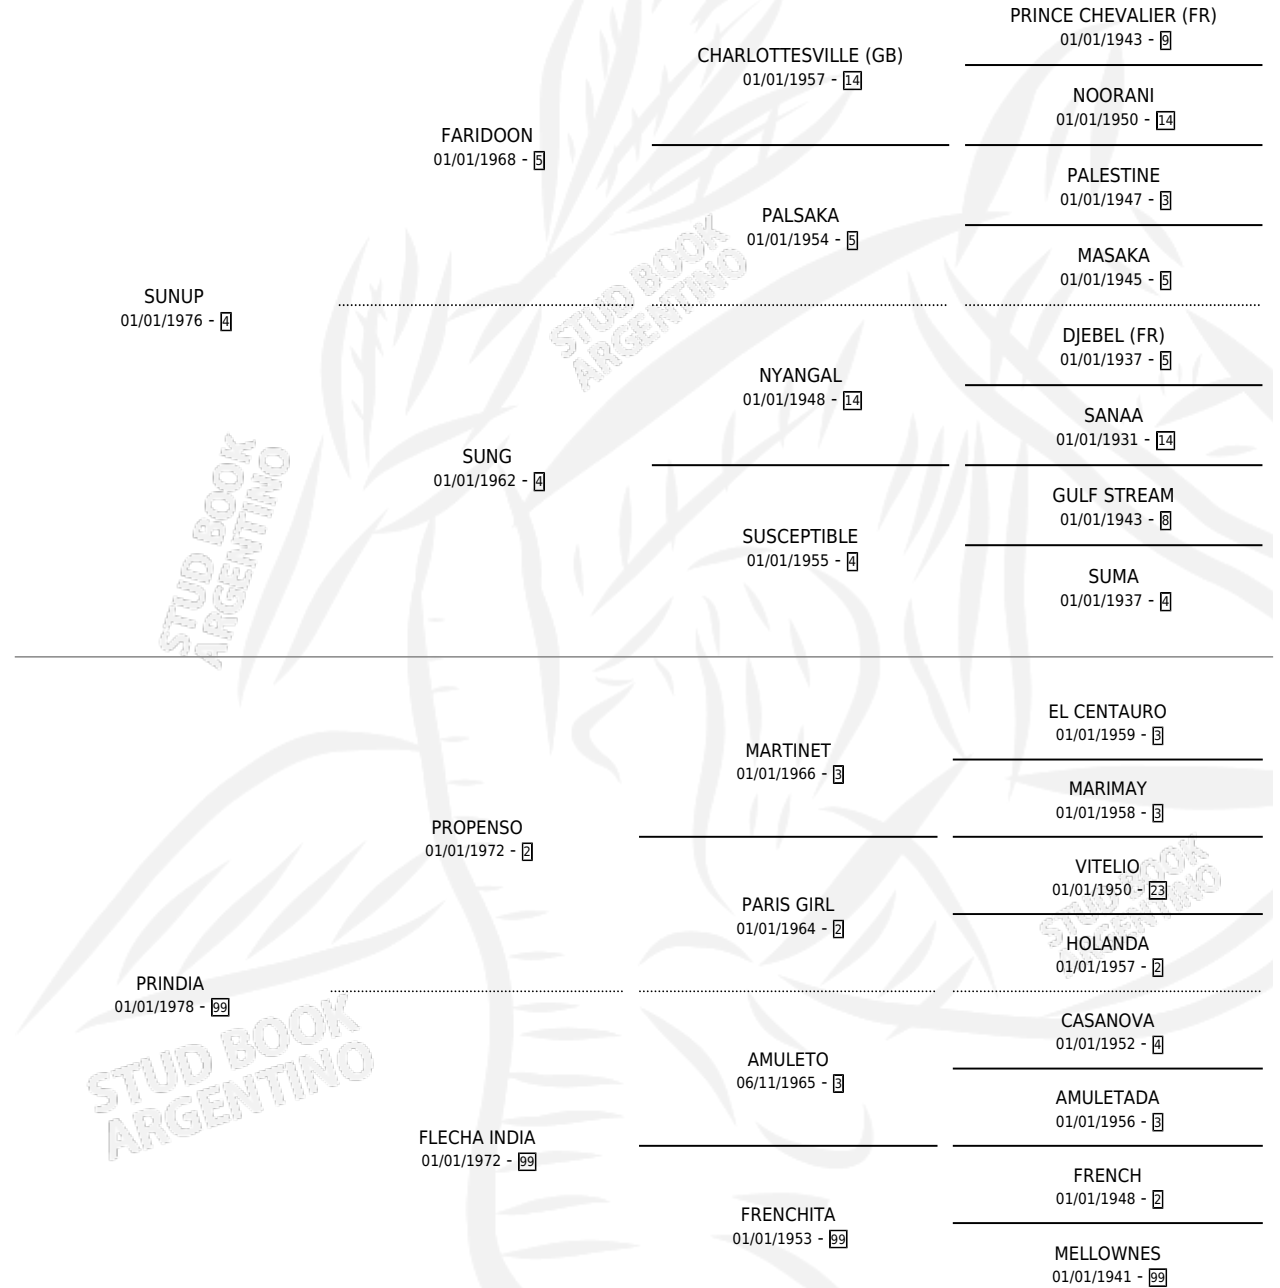 PRINCE CHEVALIER (FR)
01/01/1943 - 9
CHARLOTTESVILLE (GB)
01/01/1957 - 14
NOORANI
01/01/1950 - 14
FARIDOON
01/01/1968 - 5
PALESTINE
01/01/1947 - 3
PALSAKA
01/01/1954 - 5
MASAKA
01/01/1945 - 5
SUNUP
01/01/1976 - 4
DJEBEL (FR)
01/01/1937 - 5
NYANGAL
01/01/1948 - 14
SANAA
01/01/1931 - 14
SUNG
01/01/1962 - 4
GULF STREAM
01/01/1943 - 8
SUSCEPTIBLE
01/01/1955 - 4
SUMA
01/01/1937 - 4
EL CENTAURO
01/01/1959 - 3
MARTINET
01/01/1966 - 3
MARIMAY
01/01/1958 - 3
PROPENSO
01/01/1972 - 2
VITELIO
01/01/1950 - 23
PARIS GIRL
01/01/1964 - 2
HOLANDA
01/01/1957 - 2
PRINDIA
01/01/1978 - 99
CASANOVA
01/01/1952 - 4
AMULETO
06/11/1965 - 3
AMULETADA
01/01/1956 - 3
FLECHA INDIA
01/01/1972 - 99
FRENCH
01/01/1948 - 2
FRENCHITA
01/01/1953 - 99
MELLOWNES
01/01/1941 - 99
STUD BOOK
ARGENTINO
STUD BOOK
ARGENTINO
STUD BOOK
ARGENTINO
STUD BOOK
ARGENTINO